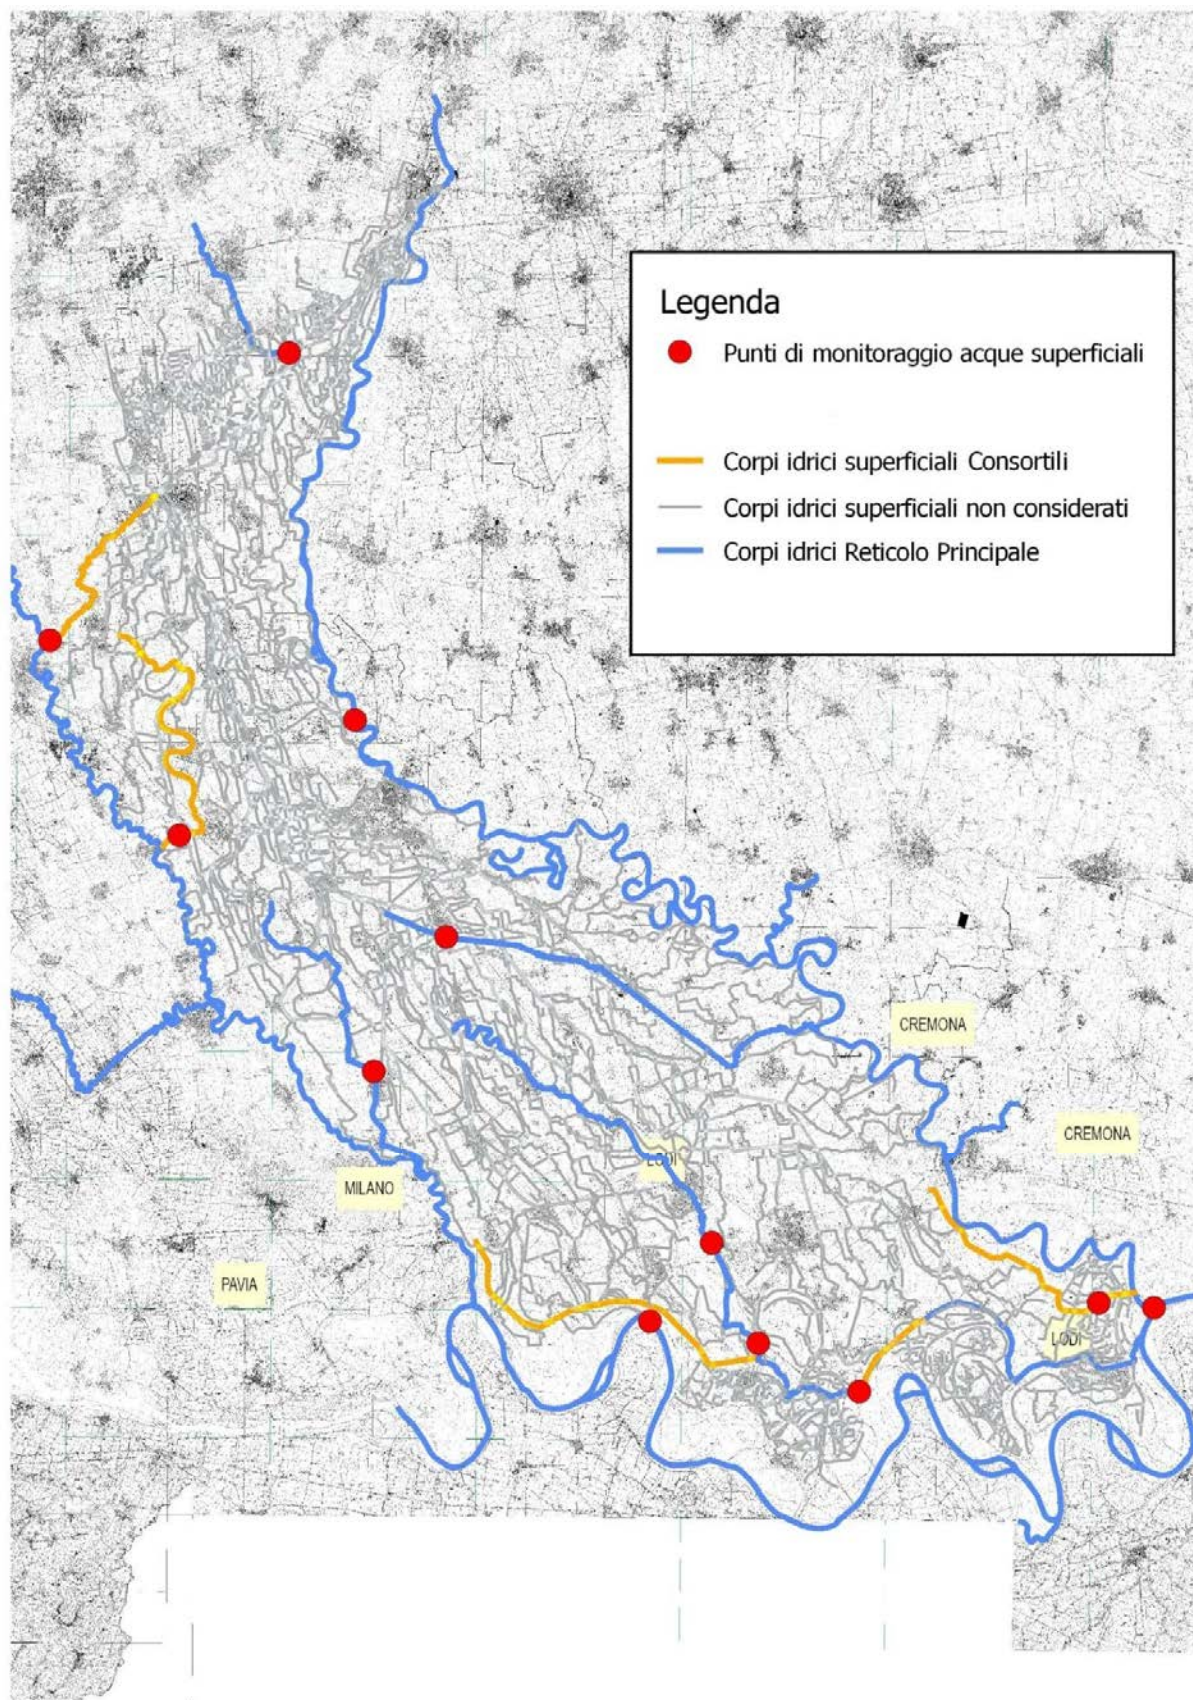 Legenda
Punti di monitoraggio acque superficiali
Corpi idrici superficiali Consortili
Corpi idrici superficiali non considerati
Corpi idrici Reticolo Principale
CREMONA
CREMONA
LODI
MILANO
PAVIA
LODI